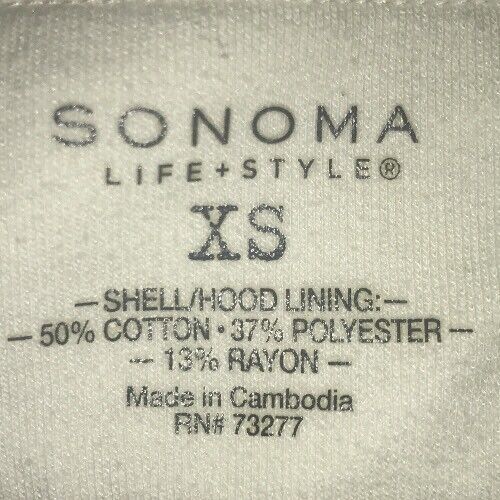 SONOMA
LIFE+STYLE®
XS
— SHELL/HOOD LINING: —
— 50% COTTON • 37% POLYESTER —
— 13% RAYON —
Made in Cambodia
RN# 73277